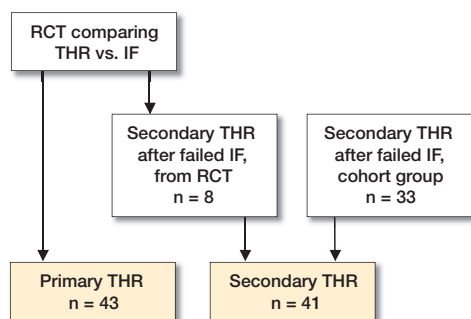 RCT comparing
THR vs. IF
Secondary THR
after failed IF,
from RCT
n = 8
Secondary THR
after failed IF,
cohort group
n = 33
Primary THR
n = 43
Secondary THR
n = 41